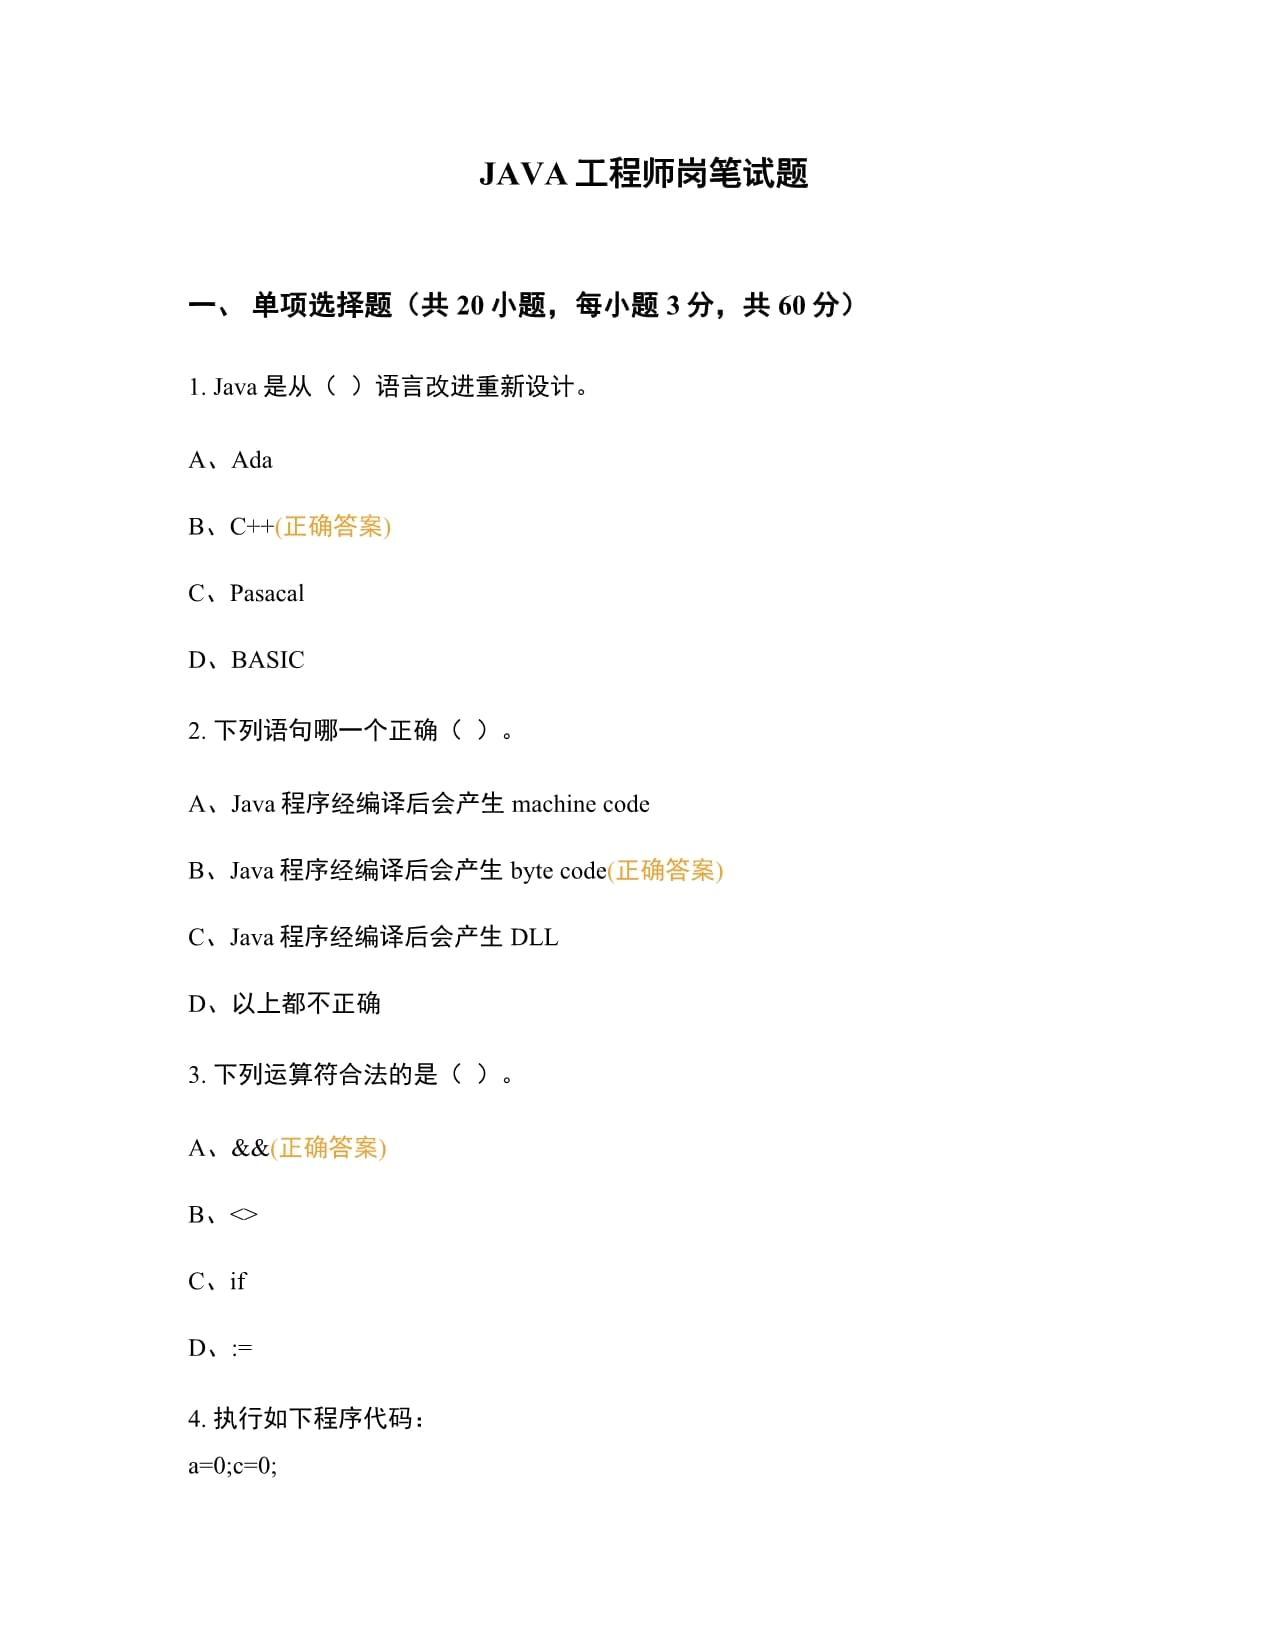 JAVA 工程师岗笔试题
一、 单项选择题（共 20 小题，每小题 3 分，共 60 分）
1. Java 是从（ ）语言改进重新设计。
A、Ada
B、C++(正确答案)
C、Pasacal
D、BASIC
2. 下列语句哪一个正确（ ）。
A、Java 程序经编译后会产生 machine code
B、Java 程序经编译后会产生 byte code(正确答案)
C、Java 程序经编译后会产生 DLL
D、以上都不正确
3. 下列运算符合法的是（ ）。
A、&&(正确答案)
B、<>
C、if
D、:=
4. 执行如下程序代码：
a=0;c=0;